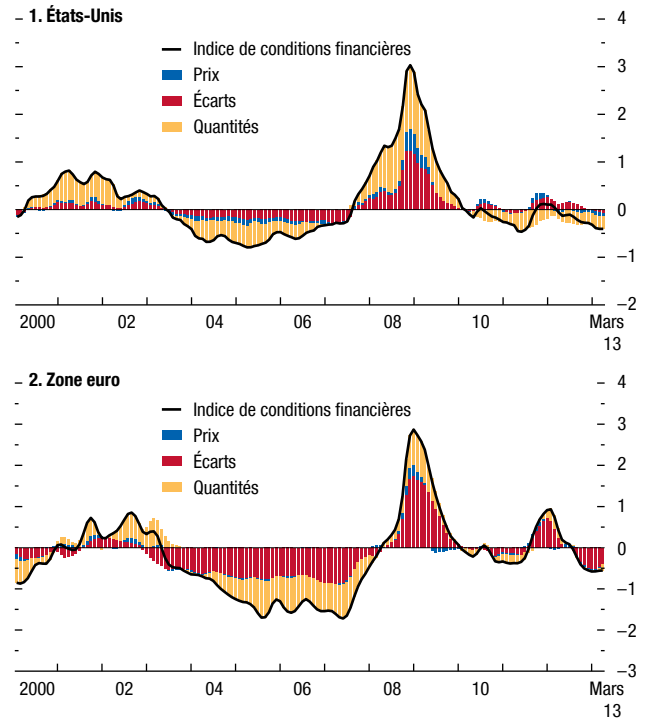 1. États-Unis
Indice de conditions financières
Prix
Écarts
Quantités
4
3
2
1
0
–1
–2
2000 02 04 06 08 10 Mars
13
2. Zone euro
Indice de conditions financières
Prix
Écarts
Quantités
4
3
2
1
0
–1
–2
–3
2000 02 04 06 08 10 Mars
13